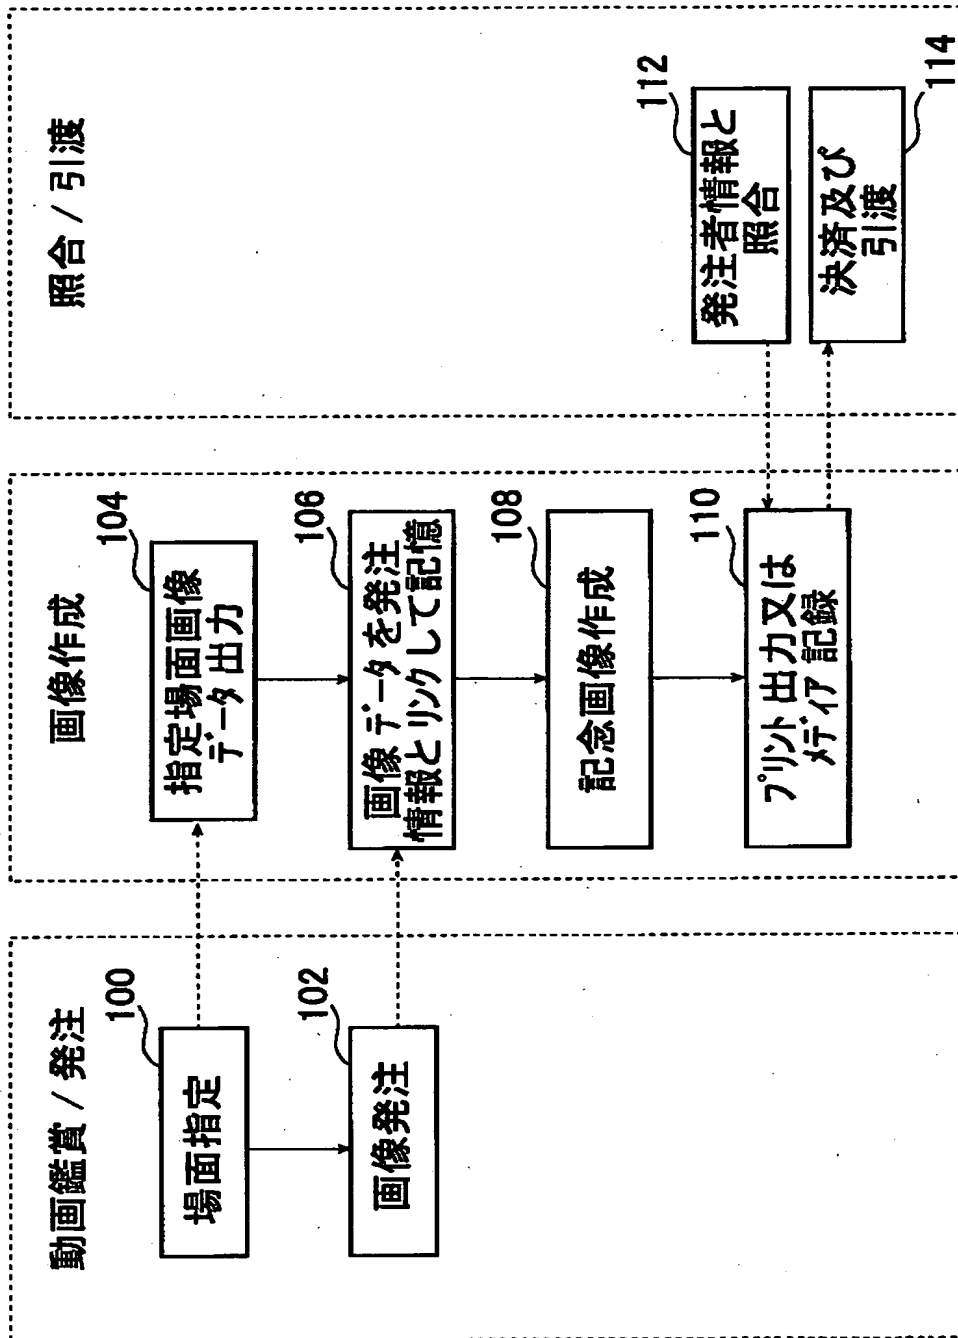 動画鑑賞 / 発注
100
場面指定
102
画像発注
画像作成
104
指定場面画像
データ出力
106
画像データを発注
情報とリンクして記憶
108
記念画像作成
110
プリント出力又は
メディア記録
照合 / 引渡
112
発注者情報と
照合
決済及び
引渡
114